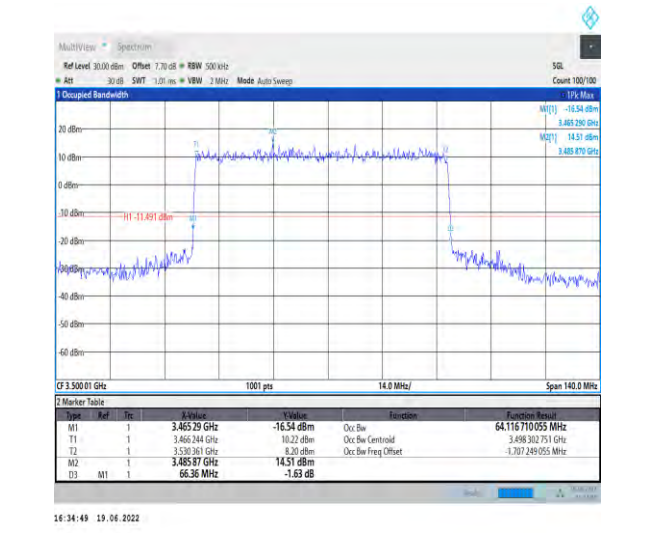 MultiView Spectrum
Ref Level 30.00 dBm Offset 7.70 dB RBW 500 kHz SGL
Att 30 dB SWT 1.01 ms VBW 2 MHz Mode Auto Sweep Count 100/100
1 Occupied Bandwidth 1Pk Max
M1[1] -16.54 dBm
3.465 290 GHz
20 dBm M2[1] 14.51 dBm
3.485 870 GHz
M2
T1
10 dBm
0 dBm
-10 dBm H1 -11.491 dBm
-20 dBm
-30 dBm
-40 dBm
-50 dBm
-60 dBm
CF 3.500 01 GHz 1001 pts 14.0 MHz/ Span 140.0 MHz
2 Marker Table
Type Ref Trc X-Value Y-Value Function Function Result
M1 1 3.465 29 GHz -16.54 dBm Occ Bw 64.116 710 055 MHz
T1 1 3.466 244 GHz 10.22 dBm Occ Bw Centroid 3.498 302 751 GHz
T2 1 3.530 361 GHz 8.20 dBm Occ Bw Freq Offset -1.707 249 055 MHz
M2 1 3.485 87 GHz 14.51 dBm
D3 M1 1 66.36 MHz -1.63 dB
16:34:49 19.06.2022